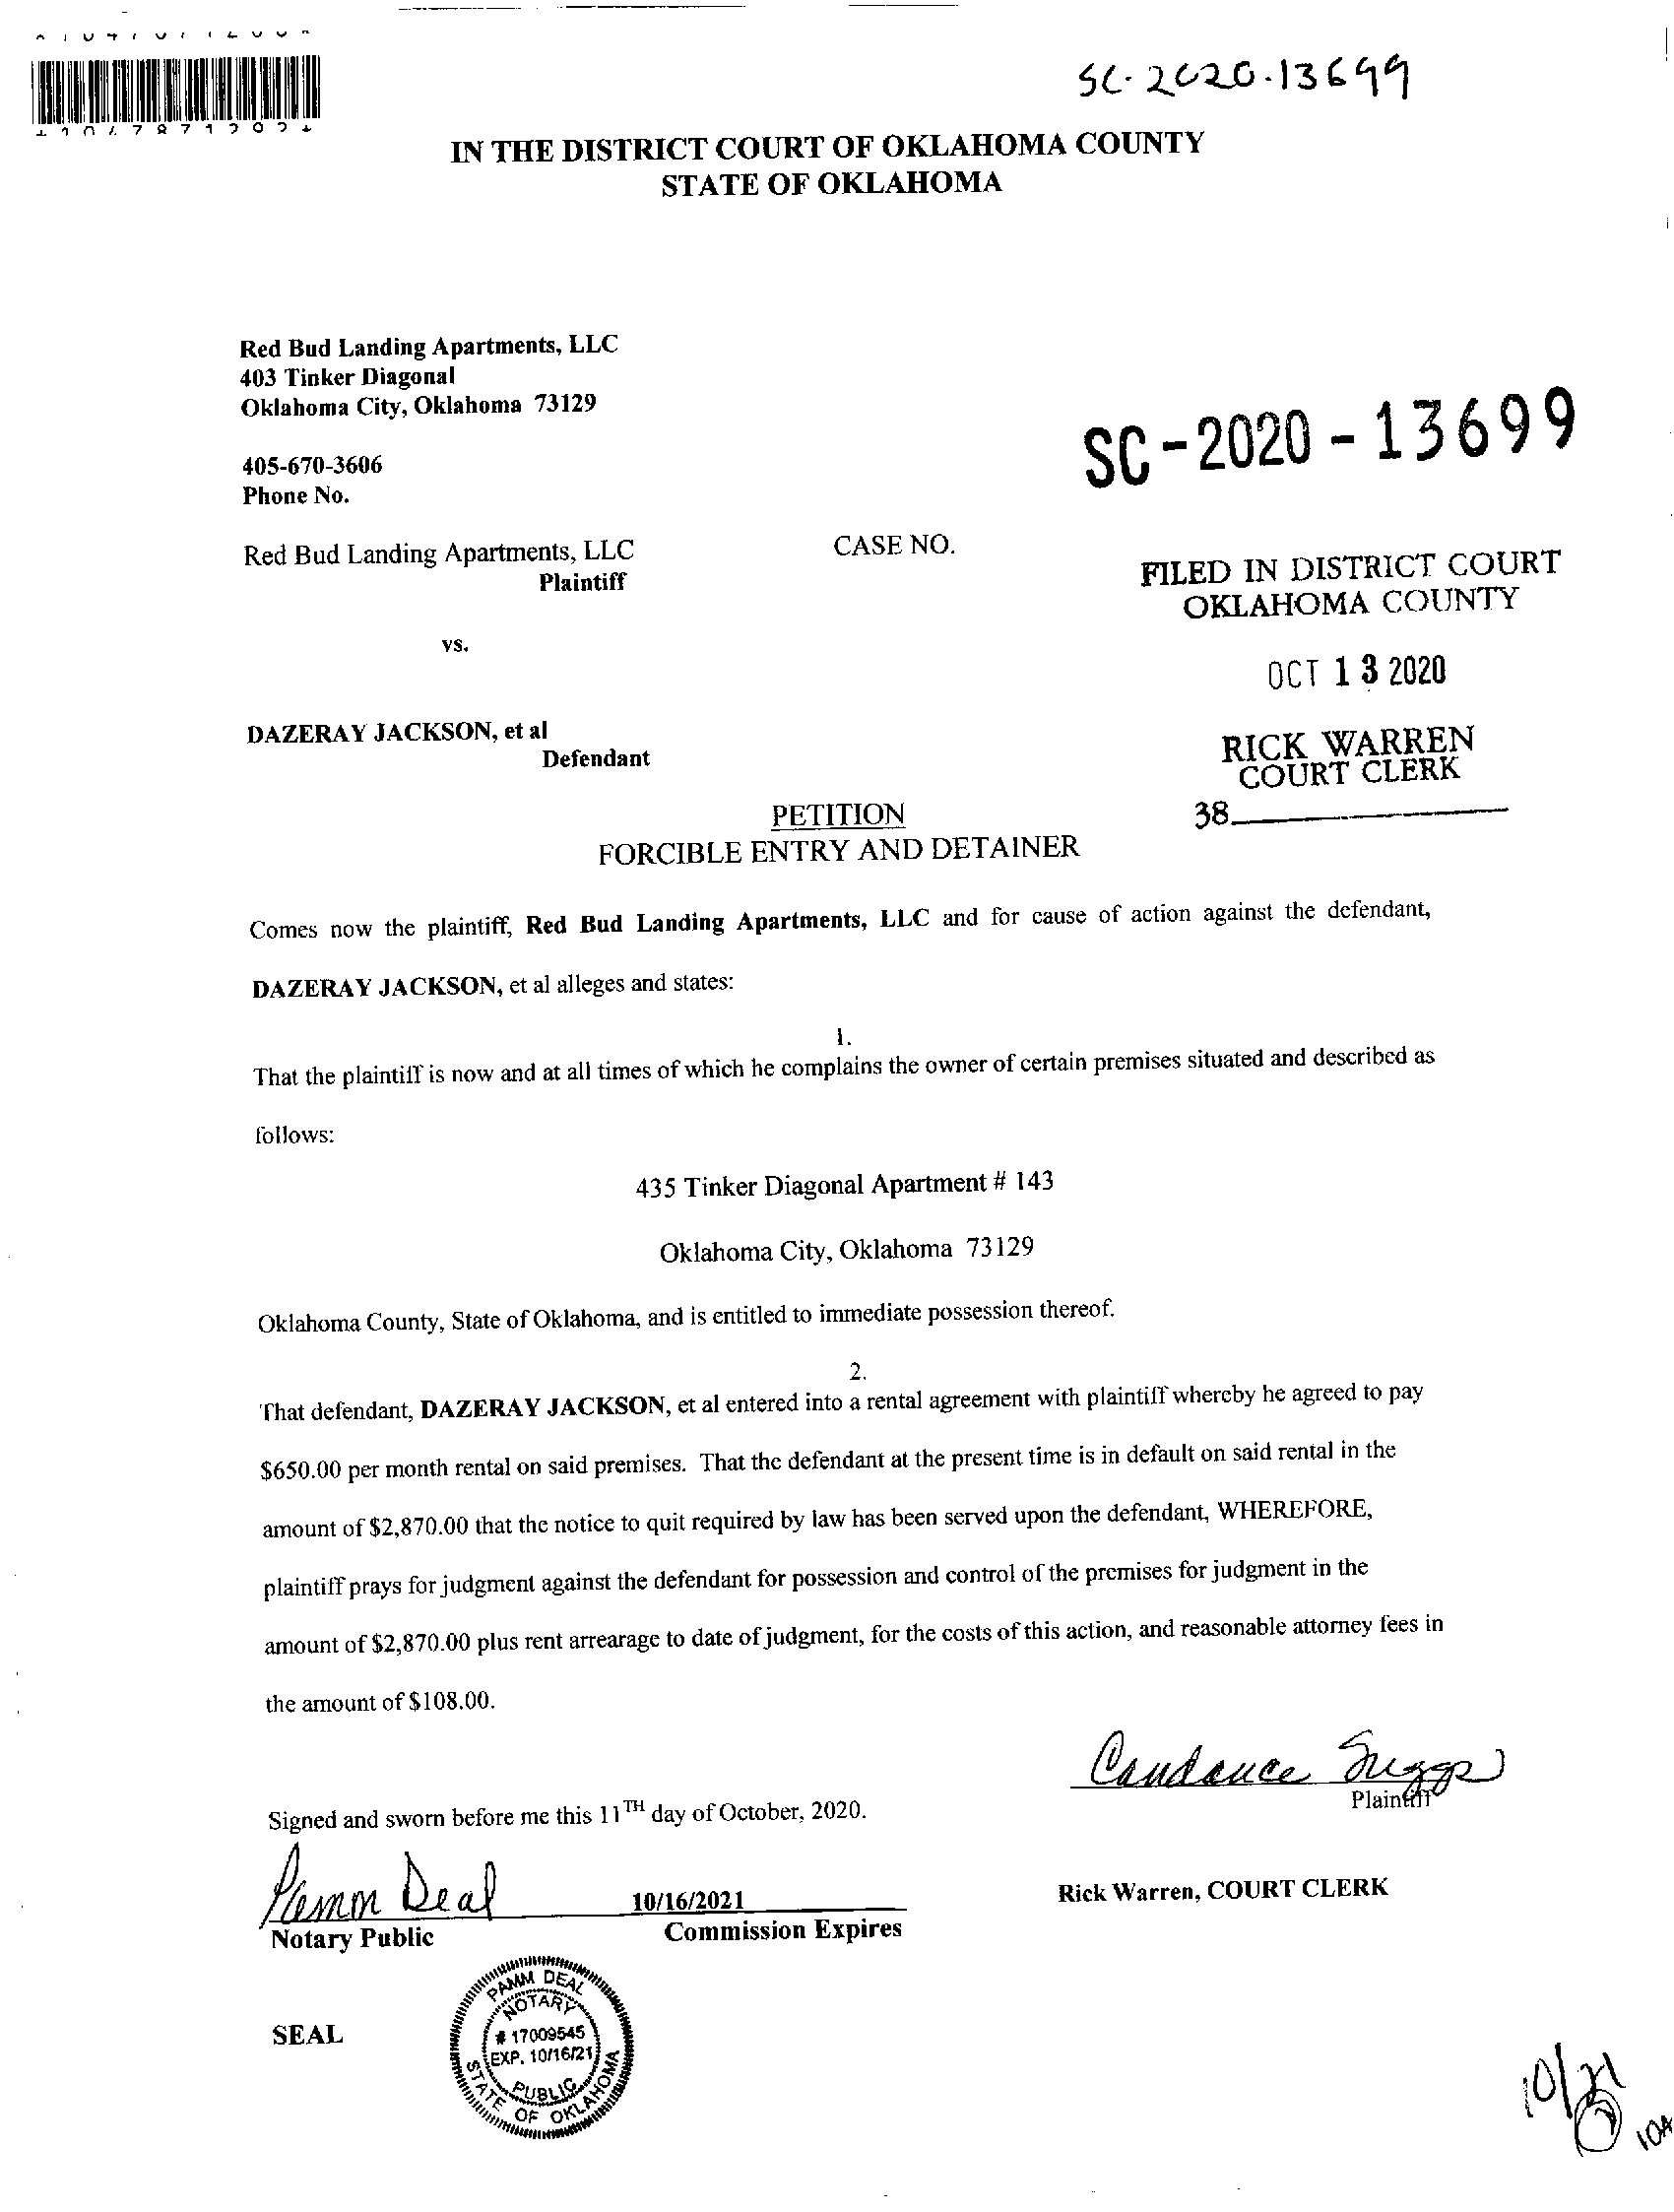 SC-2020-13699
IN THE DISTRICT COURT OF OKLAHOMA COUNTY
STATE OF OKLAHOMA
Red Bud Landing Apartments, LLC
403 Tinker Diagonal
Oklahoma City, Oklahoma 73129
405-670-3606
Phone No.
SC-2020-13699
Red Bud Landing Apartments, LLC
Plaintiff
CASE NO.
FILED IN DISTRICT COURT
OKLAHOMA COUNTY
vs.
OCT 13 2020
DAZERAY JACKSON, et al
Defendant
RICK WARREN
COURT CLERK
38
PETITION
FORCIBLE ENTRY AND DETAINER
Comes now the plaintiff, Red Bud Landing Apartments, LLC and for cause of action against the defendant,
DAZERAY JACKSON, et al alleges and states:
1.
That the plaintiff is now and at all times of which he complains the owner of certain premises situated and described as
follows:
435 Tinker Diagonal Apartment # 143
Oklahoma City, Oklahoma 73129
Oklahoma County, State of Oklahoma, and is entitled to immediate possession thereof.
2.
That defendant, DAZERAY JACKSON, et al entered into a rental agreement with plaintiff whereby he agreed to pay
$650.00 per month rental on said premises. That the defendant at the present time is in default on said rental in the
amount of $2,870.00 that the notice to quit required by law has been served upon the defendant, WHEREFORE,
plaintiff prays for judgment against the defendant for possession and control of the premises for judgment in the
amount of $2,870.00 plus rent arrearage to date of judgment, for the costs of this action, and reasonable attorney fees in
the amount of $108.00.
Candance Suggs
Plaintiff
Signed and sworn before me this 11TH day of October, 2020.
Pamm Deal
10/16/2021
Notary Public
Commission Expires
Rick Warren, COURT CLERK
SEAL
PAMM DEAL
NOTARY
# 17009545
EXP. 10/16/21
PUBLIC
STATE OF OKLAHOMA
10/21